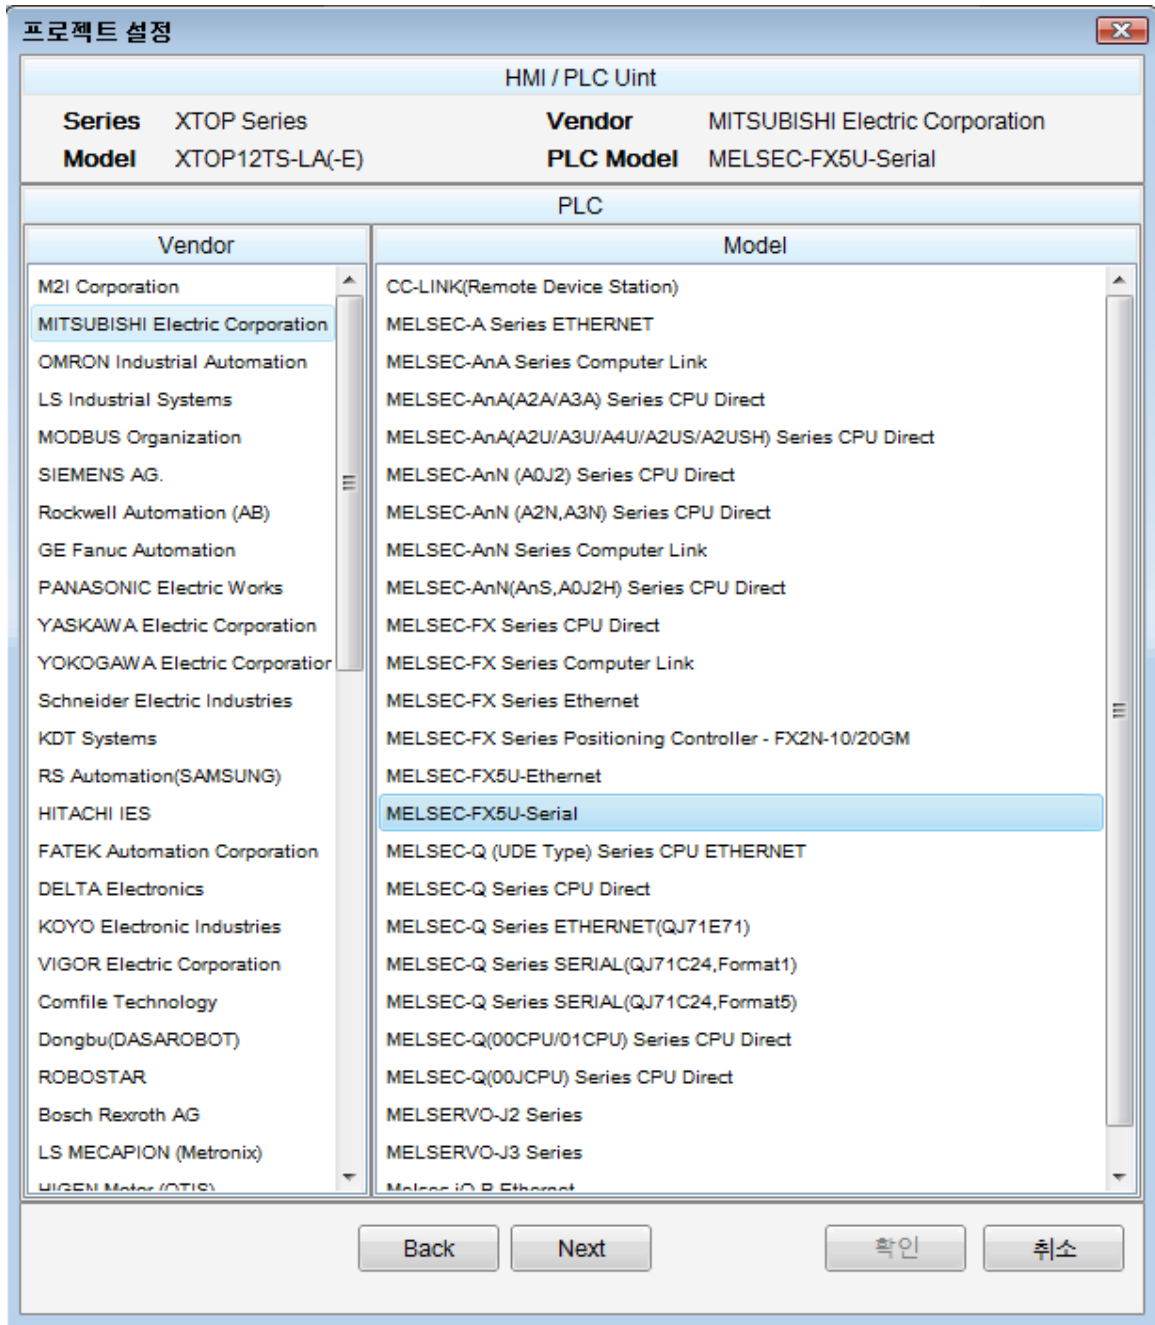 프로젝트 설정
HMI / PLC Uint
Series XTOP Series Vendor MITSUBISHI Electric Corporation
Model XTOP12TS-LA(-E) PLC Model MELSEC-FX5U-Serial
PLC
Vendor Model
M2I Corporation CC-LINK(Remote Device Station)
MITSUBISHI Electric Corporation MELSEC-A Series ETHERNET
OMRON Industrial Automation MELSEC-AnA Series Computer Link
LS Industrial Systems MELSEC-AnA(A2A/A3A) Series CPU Direct
MODBUS Organization MELSEC-AnA(A2U/A3U/A4U/A2US/A2USH) Series CPU Direct
SIEMENS AG. MELSEC-AnN (A0J2) Series CPU Direct
Rockwell Automation (AB) MELSEC-AnN (A2N,A3N) Series CPU Direct
GE Fanuc Automation MELSEC-AnN Series Computer Link
PANASONIC Electric Works MELSEC-AnN(AnS,A0J2H) Series CPU Direct
YASKAWA Electric Corporation MELSEC-FX Series CPU Direct
YOKOGAWA Electric Corporation MELSEC-FX Series Computer Link
Schneider Electric Industries MELSEC-FX Series Ethernet
KDT Systems MELSEC-FX Series Positioning Controller - FX2N-10/20GM
RS Automation(SAMSUNG) MELSEC-FX5U-Ethernet
HITACHI IES MELSEC-FX5U-Serial
FATEK Automation Corporation MELSEC-Q (UDE Type) Series CPU ETHERNET
DELTA Electronics MELSEC-Q Series CPU Direct
KOYO Electronic Industries MELSEC-Q Series ETHERNET(QJ71E71)
VIGOR Electric Corporation MELSEC-Q Series SERIAL(QJ71C24,Format1)
Comfile Technology MELSEC-Q Series SERIAL(QJ71C24,Format5)
Dongbu(DASAROBOT) MELSEC-Q(00CPU/01CPU) Series CPU Direct
ROBOSTAR MELSEC-Q(00JCPU) Series CPU Direct
Bosch Rexroth AG MELSERVO-J2 Series
LS MECAPION (Metronix) MELSERVO-J3 Series
HIGEN Motor (OTIS) Melsec iQ-R Ethernet
Back Next 확인 취소